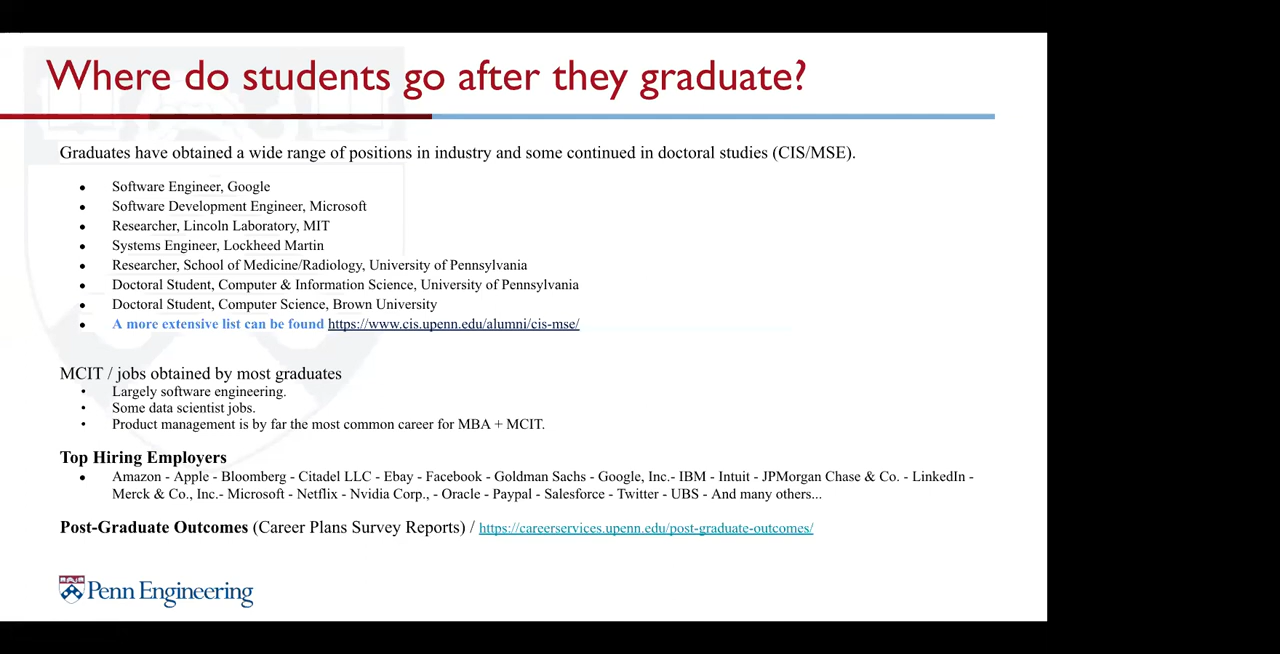 Where do students go after they graduate?
Graduates have obtained a wide range of positions in industry and some continued in doctoral studies (CIS/MSE).
• Software Engineer, Google
• Software Development Engineer, Microsoft
• Researcher, Lincoln Laboratory, MIT
• Systems Engineer, Lockheed Martin
• Researcher, School of Medicine/Radiology, University of Pennsylvania
• Doctoral Student, Computer & Information Science, University of Pennsylvania
• Doctoral Student, Computer Science, Brown University
• A more extensive list can be found https://www.cis.upenn.edu/alumni/cis-mse/
MCIT / jobs obtained by most graduates
• Largely software engineering.
• Some data scientist jobs.
• Product management is by far the most common career for MBA + MCIT.
Top Hiring Employers
• Amazon - Apple - Bloomberg - Citadel LLC - Ebay - Facebook - Goldman Sachs - Google, Inc.- IBM - Intuit - JPMorgan Chase & Co. - LinkedIn -
Merck & Co., Inc.- Microsoft - Netflix - Nvidia Corp., - Oracle - Paypal - Salesforce - Twitter - UBS - And many others...
Post-Graduate Outcomes (Career Plans Survey Reports) / https://careerservices.upenn.edu/post-graduate-outcomes/
Penn Engineering